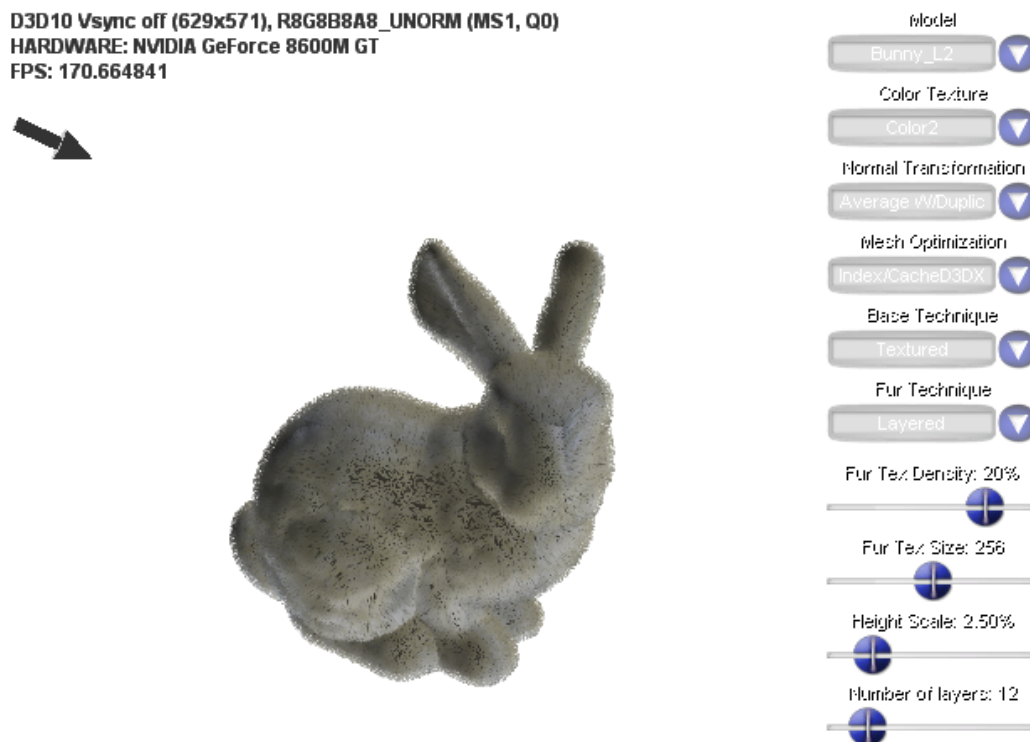 D3D10 Vsync off (629x571), R8G8B8A8_UNORM (MS1, Q0)
HARDWARE: NVIDIA GeForce 8600M GT
FPS: 170.664841
Model
Bunny_L2
Color Texture
Color2
Normal Transformation
Average W/Duplic
Mesh Optimization
Index/CacheD3DX
Base Technique
Textured
Fur Technique
Layered
Fur Tex Density: 20%
Fur Tex Size: 256
Height Scale: 2.50%
Number of layers: 12